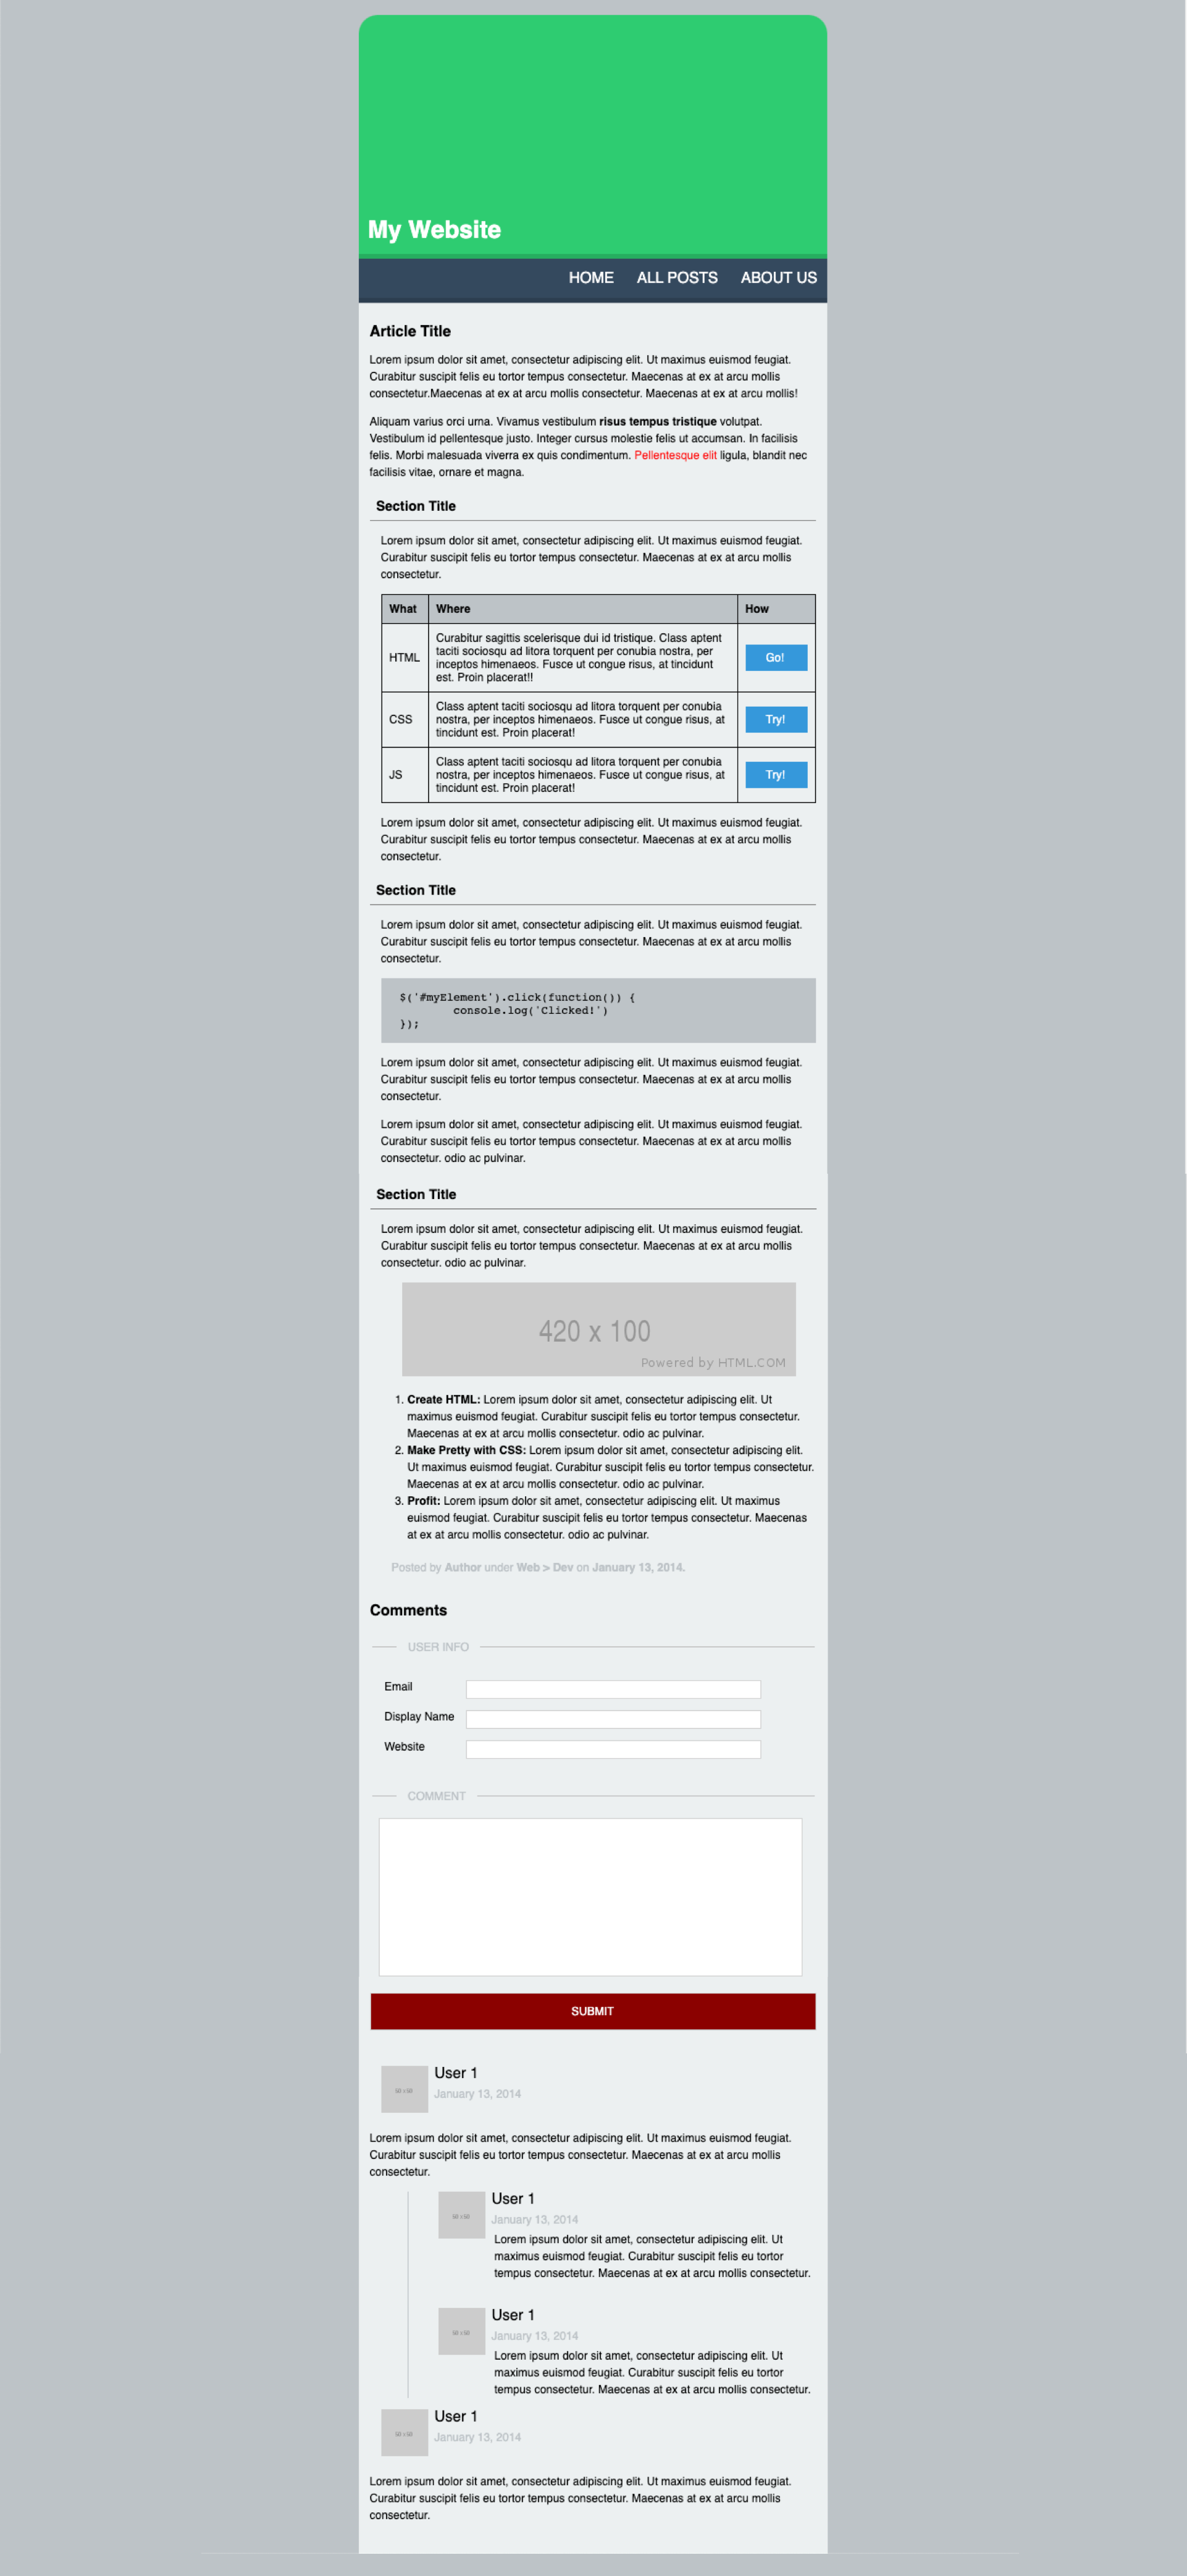 My Website
HOME ALL POSTS ABOUT US
Article Title
Lorem ipsum dolor sit amet, consectetur adipiscing elit. Ut maximus euismod feugiat.
Curabitur suscipit felis eu tortor tempus consectetur. Maecenas at ex at arcu mollis
consectetur.Maecenas at ex at arcu mollis consectetur. Maecenas at ex at arcu mollis!
Aliquam varius orci urna. Vivamus vestibulum risus tempus tristique volutpat.
Vestibulum id pellentesque justo. Integer cursus molestie felis ut accumsan. In facilisis
felis. Morbi malesuada viverra ex quis condimentum. Pellentesque elit ligula, blandit nec
facilisis vitae, ornare et magna.
Section Title
Lorem ipsum dolor sit amet, consectetur adipiscing elit. Ut maximus euismod feugiat.
Curabitur suscipit felis eu tortor tempus consectetur. Maecenas at ex at arcu mollis
consectetur.
What Where How
HTML
Curabitur sagittis scelerisque dui id tristique. Class aptent
taciti sociosqu ad litora torquent per conubia nostra, per
inceptos himenaeos. Fusce ut congue risus, at tincidunt
est. Proin placerat!!
Go!
CSS
Class aptent taciti sociosqu ad litora torquent per conubia
nostra, per inceptos himenaeos. Fusce ut congue risus, at
tincidunt est. Proin placerat!
Try!
JS
Class aptent taciti sociosqu ad litora torquent per conubia
nostra, per inceptos himenaeos. Fusce ut congue risus, at
tincidunt est. Proin placerat!
Try!
Lorem ipsum dolor sit amet, consectetur adipiscing elit. Ut maximus euismod feugiat.
Curabitur suscipit felis eu tortor tempus consectetur. Maecenas at ex at arcu mollis
consectetur.
Section Title
Lorem ipsum dolor sit amet, consectetur adipiscing elit. Ut maximus euismod feugiat.
Curabitur suscipit felis eu tortor tempus consectetur. Maecenas at ex at arcu mollis
consectetur.
$('#myElement').click(function()) {
console.log('Clicked!')
});
Lorem ipsum dolor sit amet, consectetur adipiscing elit. Ut maximus euismod feugiat.
Curabitur suscipit felis eu tortor tempus consectetur. Maecenas at ex at arcu mollis
consectetur.
Lorem ipsum dolor sit amet, consectetur adipiscing elit. Ut maximus euismod feugiat.
Curabitur suscipit felis eu tortor tempus consectetur. Maecenas at ex at arcu mollis
consectetur. odio ac pulvinar.
Section Title
Lorem ipsum dolor sit amet, consectetur adipiscing elit. Ut maximus euismod feugiat.
Curabitur suscipit felis eu tortor tempus consectetur. Maecenas at ex at arcu mollis
consectetur. odio ac pulvinar.
420 x 100
Powered by HTML.COM
1. Create HTML: Lorem ipsum dolor sit amet, consectetur adipiscing elit. Ut
maximus euismod feugiat. Curabitur suscipit felis eu tortor tempus consectetur.
Maecenas at ex at arcu mollis consectetur. odio ac pulvinar.
2. Make Pretty with CSS: Lorem ipsum dolor sit amet, consectetur adipiscing elit.
Ut maximus euismod feugiat. Curabitur suscipit felis eu tortor tempus consectetur.
Maecenas at ex at arcu mollis consectetur. odio ac pulvinar.
3. Profit: Lorem ipsum dolor sit amet, consectetur adipiscing elit. Ut maximus
euismod feugiat. Curabitur suscipit felis eu tortor tempus consectetur. Maecenas
at ex at arcu mollis consectetur. odio ac pulvinar.
Posted by Author under Web > Dev on January 13, 2014.
Comments
USER INFO
Email
Display Name
Website
COMMENT
SUBMIT
User 1
January 13, 2014
Lorem ipsum dolor sit amet, consectetur adipiscing elit. Ut maximus euismod feugiat.
Curabitur suscipit felis eu tortor tempus consectetur. Maecenas at ex at arcu mollis
consectetur.
User 1
January 13, 2014
Lorem ipsum dolor sit amet, consectetur adipiscing elit. Ut
maximus euismod feugiat. Curabitur suscipit felis eu tortor
tempus consectetur. Maecenas at ex at arcu mollis consectetur.
User 1
January 13, 2014
Lorem ipsum dolor sit amet, consectetur adipiscing elit. Ut
maximus euismod feugiat. Curabitur suscipit felis eu tortor
tempus consectetur. Maecenas at ex at arcu mollis consectetur.
User 1
January 13, 2014
Lorem ipsum dolor sit amet, consectetur adipiscing elit. Ut maximus euismod feugiat.
Curabitur suscipit felis eu tortor tempus consectetur. Maecenas at ex at arcu mollis
consectetur.